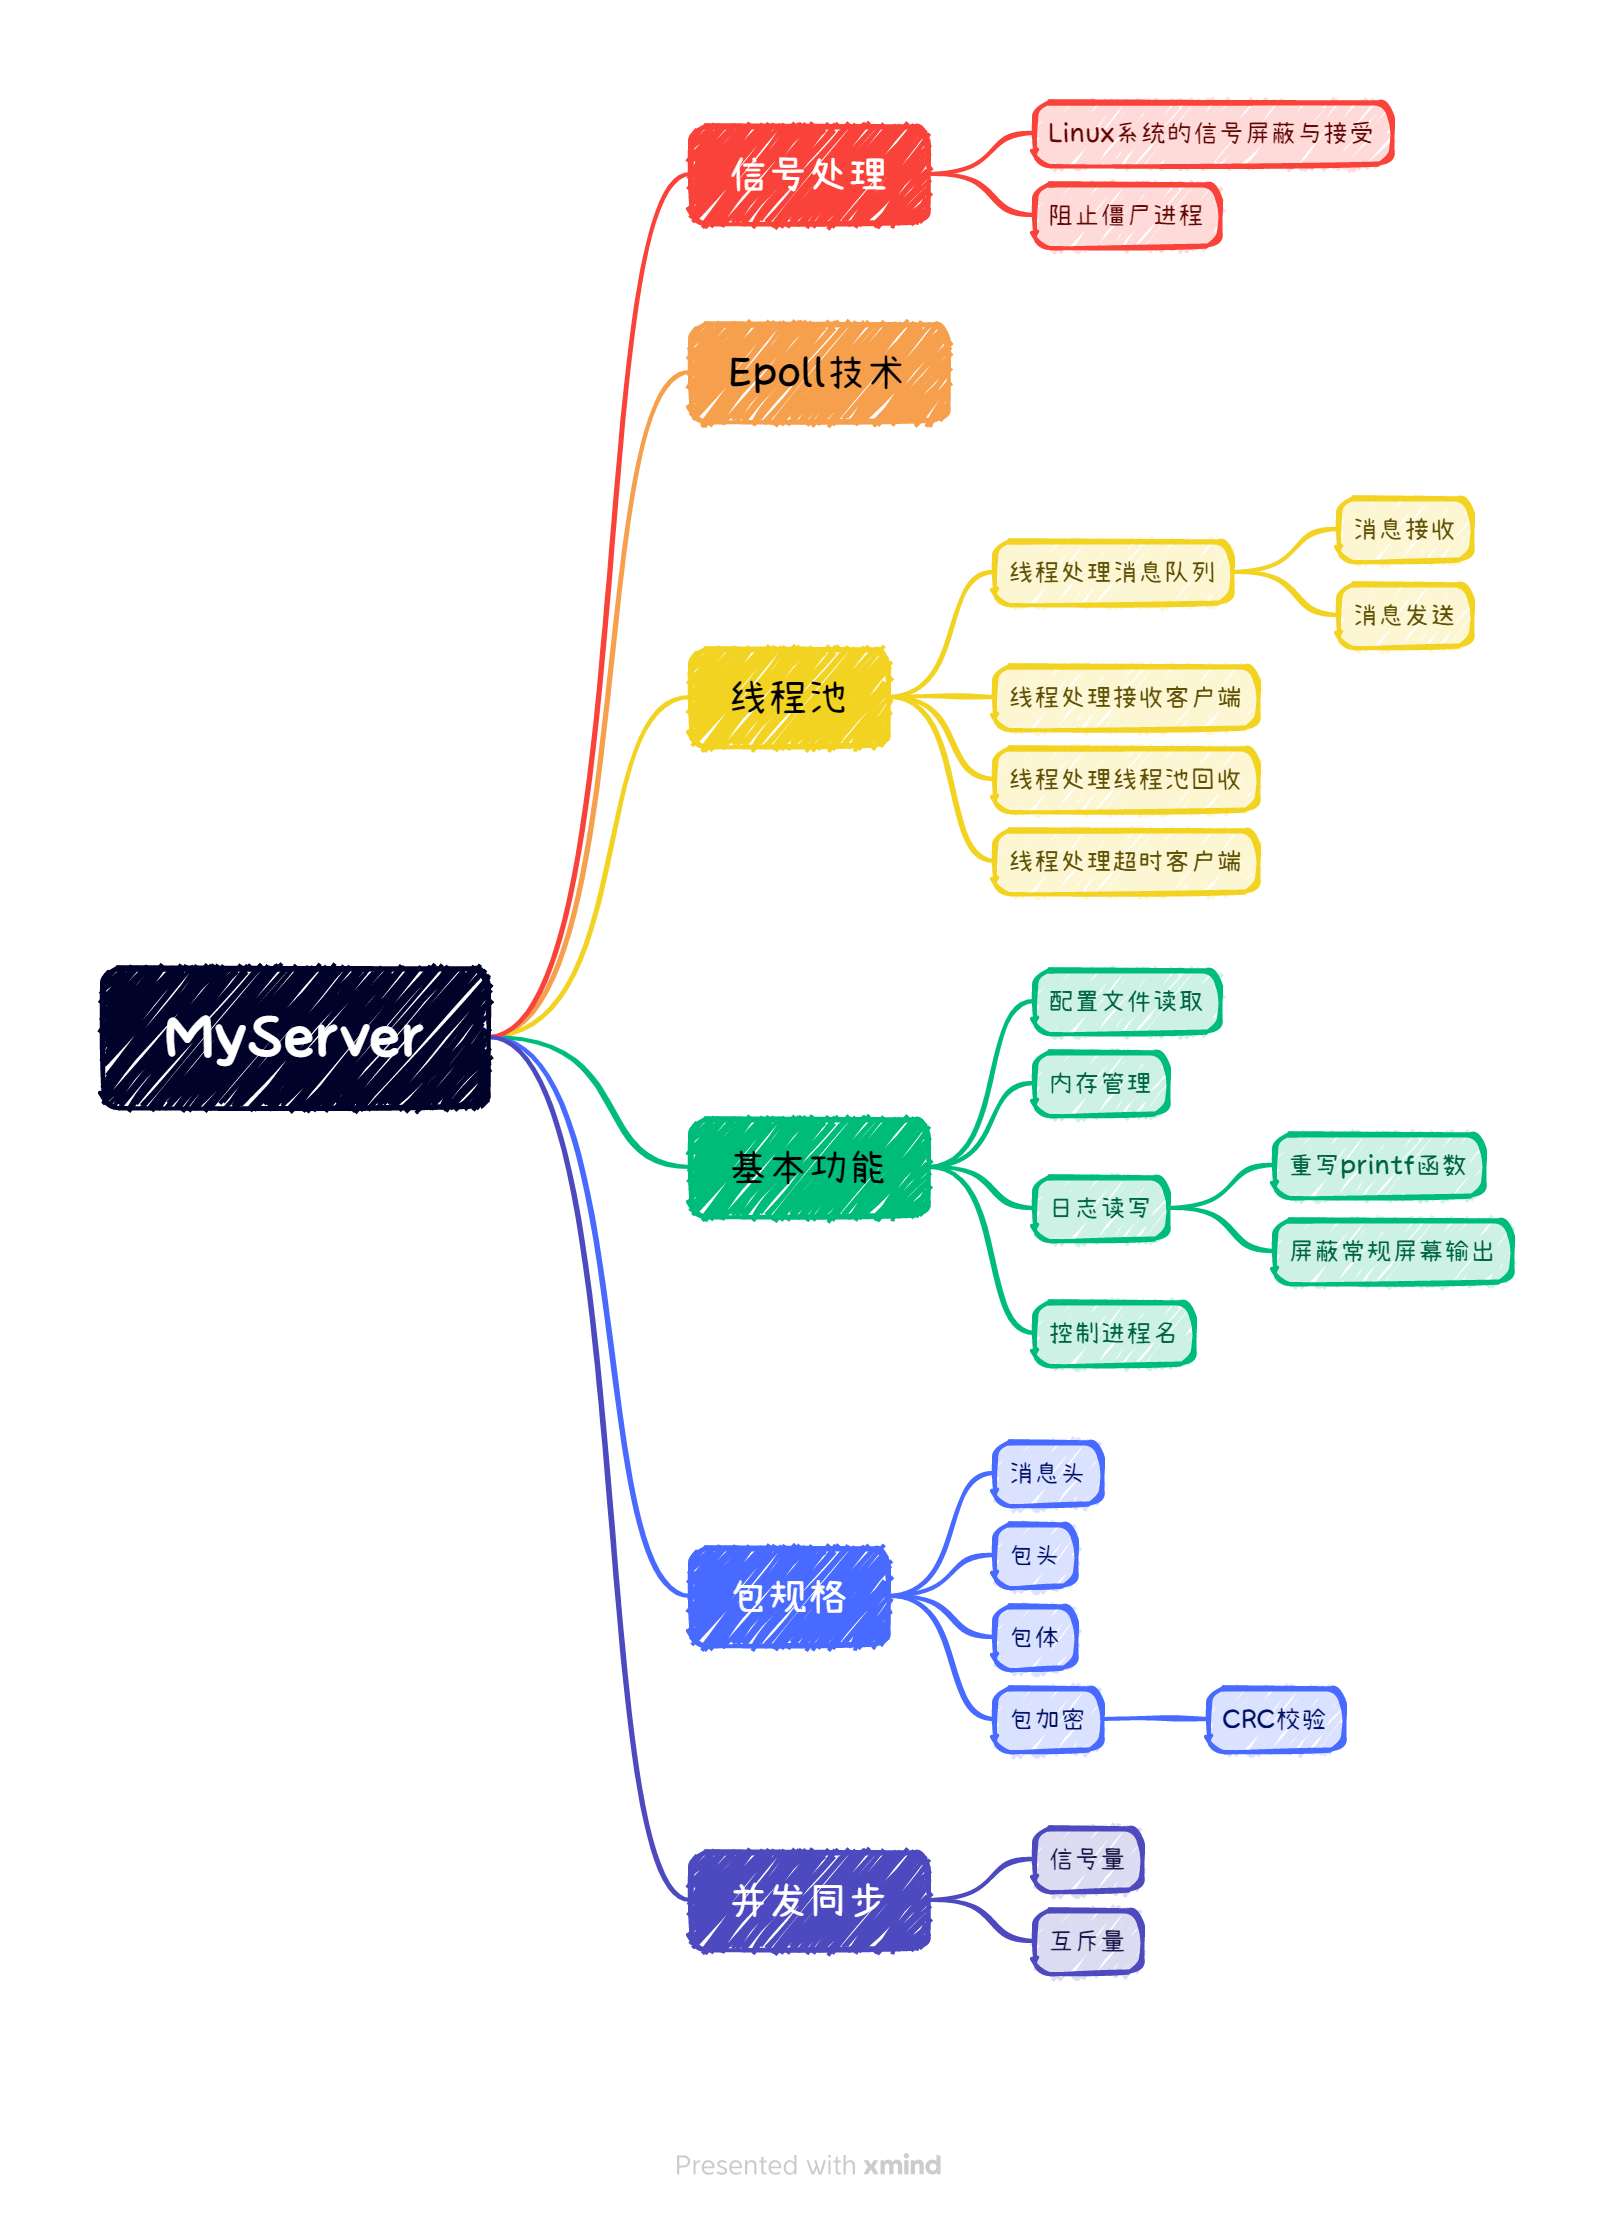 MyServer
信号处理
Linux系统的信号屏蔽与接受
阻止僵尸进程
Epoll技术
线程池
线程处理消息队列
消息接收
消息发送
线程处理接收客户端
线程处理线程池回收
线程处理超时客户端
基本功能
配置文件读取
内存管理
日志读写
重写printf函数
屏蔽常规屏幕输出
控制进程名
包规格
消息头
包头
包体
包加密
CRC校验
并发同步
信号量
互斥量
Presented with xmind